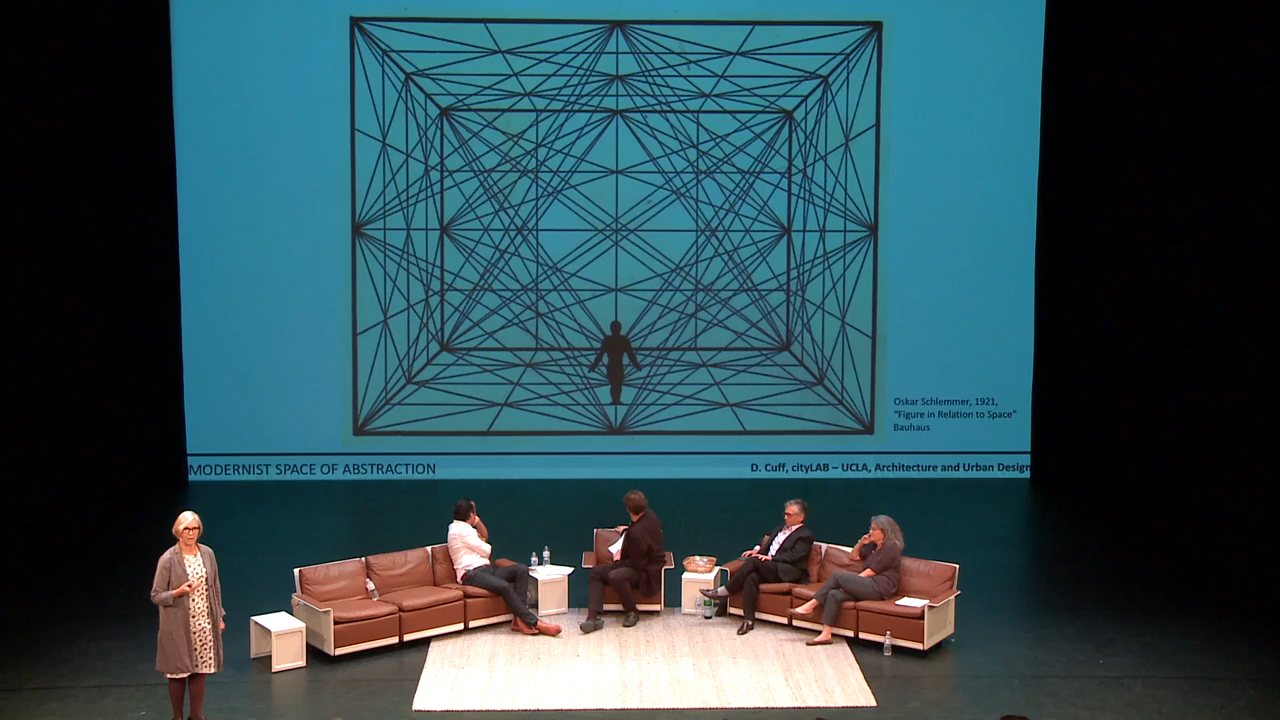 Oskar Schlemmer, 1921,
"Figure in Relation to Space"
Bauhaus
MODERNIST SPACE OF ABSTRACTION
D. Cuff, cityLAB – UCLA, Architecture and Urban Design